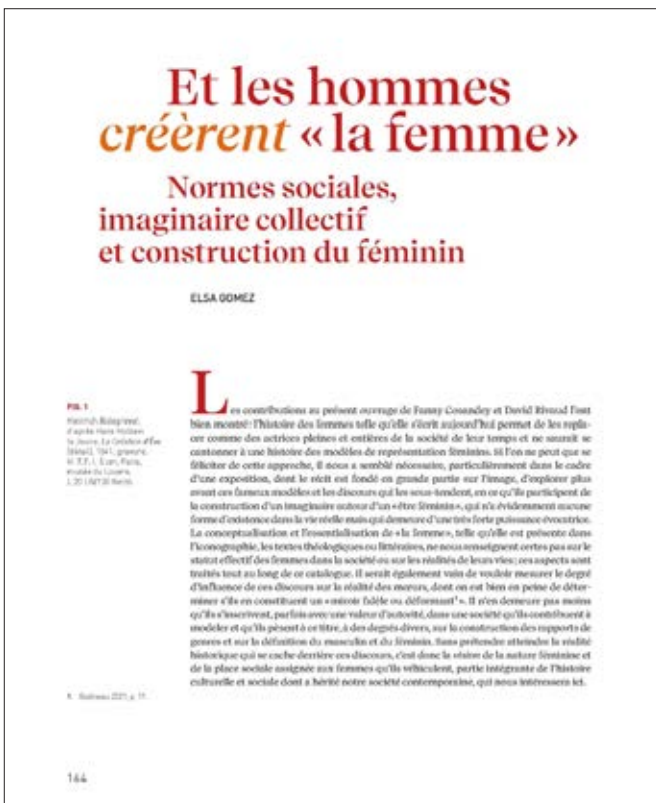 Et les hommes
créèrent « la femme »
Normes sociales,
imaginaire collectif
et construction du féminin
ELSA GOMEZ
FIG. 1
d'après Hans Holbein
le Jeune, La Création d'Ève
gravure,
Paris,
musée du Louvre,
Les contributions au présent ouvrage de Fanny Cosandey et David Rivaud l'ont
bien montré : l'histoire des femmes telle qu'elle s'écrit aujourd'hui permet de les repla-
cer comme des actrices pleines et entières de la société de leur temps et ne saurait se
cantonner à une histoire des modèles de représentation féminins. Si l'on ne peut que se
féliciter de cette approche, il nous a semblé nécessaire, particulièrement dans le cadre
d'une exposition, dont le récit est fondé en grande partie sur l'image, d'explorer plus
avant ces fameux modèles et les discours qui les sous-tendent, en ce qu'ils participent de
la construction d'un imaginaire autour d'un « être féminin », qui n'a évidemment aucune
forme d'existence dans la vie réelle mais qui demeure d'une très forte puissance évocatrice.
La conceptualisation et l'essentialisation de « la femme », telle qu'elle est présente dans
l'iconographie, les textes théologiques ou littéraires, ne nous renseignent certes pas sur le
statut effectif des femmes dans la société ou sur les réalités de leurs vies ; ces aspects sont
traités tout au long de ce catalogue. Il serait également vain de vouloir mesurer le degré
d'influence de ces discours sur la réalité des mœurs, dont on est bien en peine de déter-
miner s'ils en constituent un « miroir fidèle ou déformant¹ ». Il n'en demeure pas moins
qu'ils s'inscrivent, parfois avec une valeur d'autorité, dans une société qu'ils contribuent à
modeler et qu'ils pèsent à ce titre, à des degrés divers, sur la construction des rapports de
genres et sur la définition du masculin et du féminin. Sans prétendre atteindre la réalité
historique qui se cache derrière ces discours, c'est donc la vision de la nature féminine et
de la place sociale assignée aux femmes qu'ils véhiculent, partie intégrante de l'histoire
culturelle et sociale dont a hérité notre société contemporaine, qui nous intéressera ici.
144